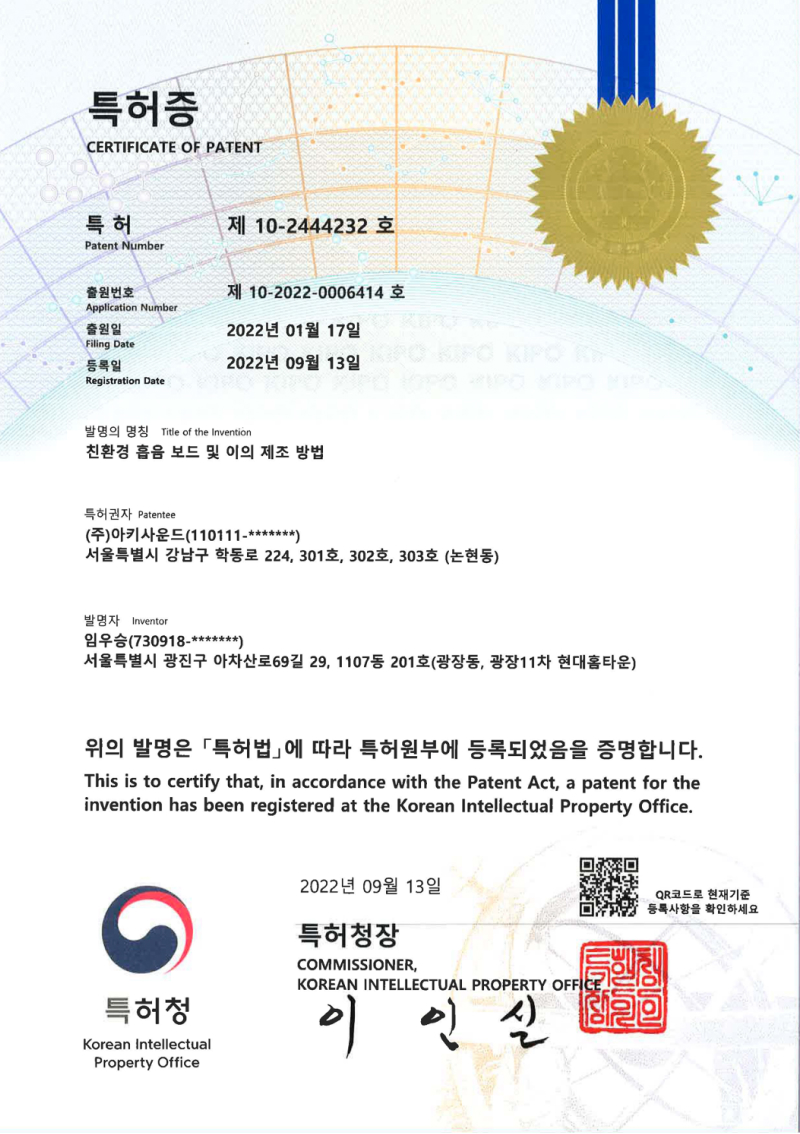 특허증
CERTIFICATE OF PATENT
특 허 제 10-2444232 호
Patent Number
출원번호 제 10-2022-0006414 호
Application Number
출원일 2022년 01월 17일
Filing Date
등록일 2022년 09월 13일
Registration Date
발명의 명칭 Title of the Invention
친환경 흡음 보드 및 이의 제조 방법
특허권자 Patentee
(주)아키사운드(110111-*******)
서울특별시 강남구 학동로 224, 301호, 302호, 303호 (논현동)
발명자 Inventor
임우승(730918-*******)
서울특별시 광진구 아차산로69길 29, 1107동 201호(광장동, 광장11차 현대홈타운)
위의 발명은 「특허법」에 따라 특허원부에 등록되었음을 증명합니다.
This is to certify that, in accordance with the Patent Act, a patent for the
invention has been registered at the Korean Intellectual Property Office.
2022년 09월 13일
QR코드로 현재기준
등록사항을 확인하세요
특허청장
COMMISSIONER,
KOREAN INTELLECTUAL PROPERTY OFFICE
이 인 실
특허청
Korean Intellectual
Property Office